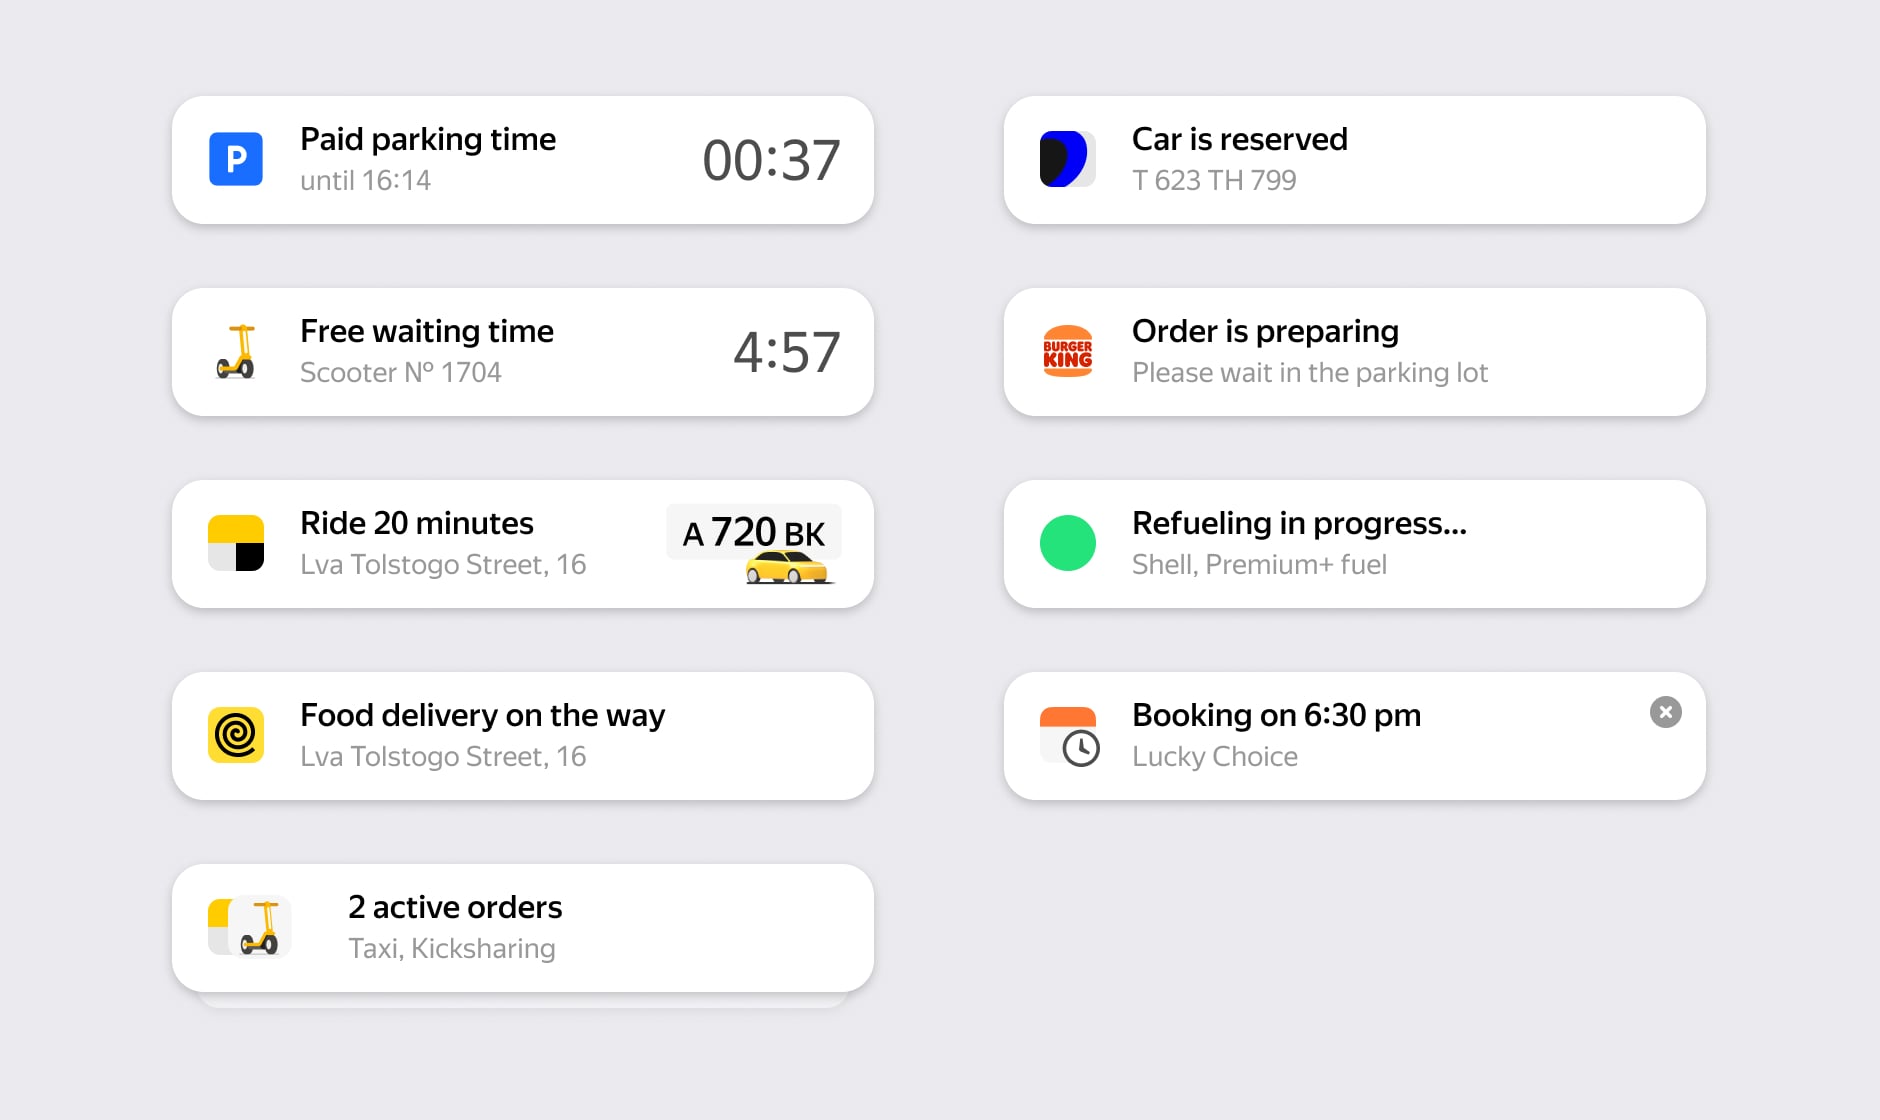 P
Paid parking time
until 16:14
00:37
Free waiting time
Scooter Nº 1704
4:57
Ride 20 minutes
Lva Tolstogo Street, 16
A 720 BK
Food delivery on the way
Lva Tolstogo Street, 16
2 active orders
Taxi, Kicksharing
Car is reserved
T 623 TH 799
BURGER
KING
Order is preparing
Please wait in the parking lot
Refueling in progress...
Shell, Premium+ fuel
Booking on 6:30 pm
Lucky Choice